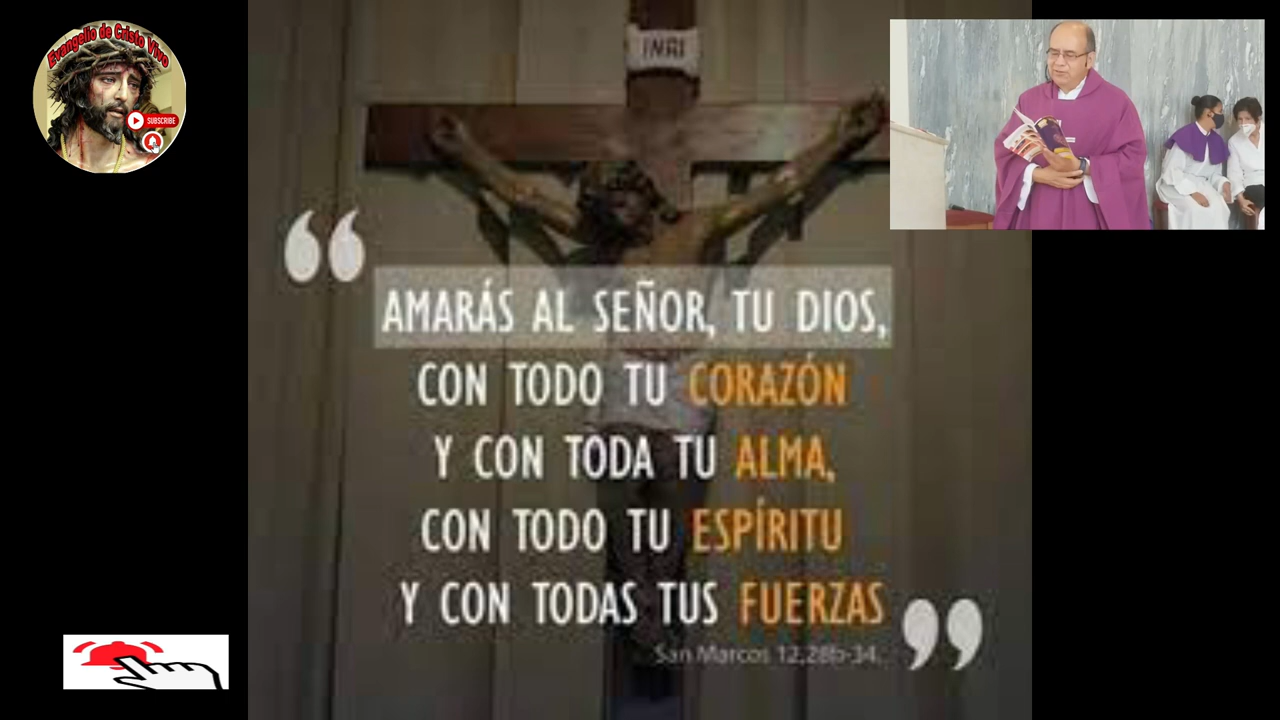 Evangelio de Cristo Vivo
SUBSCRIBE
INRI
“
AMARÁS AL SEÑOR, TU DIOS,
CON TODO TU CORAZÓN
Y CON TODA TU ALMA,
CON TODO TU ESPÍRITU
Y CON TODAS TUS FUERZAS
”
San Marcos 12,28b-34.